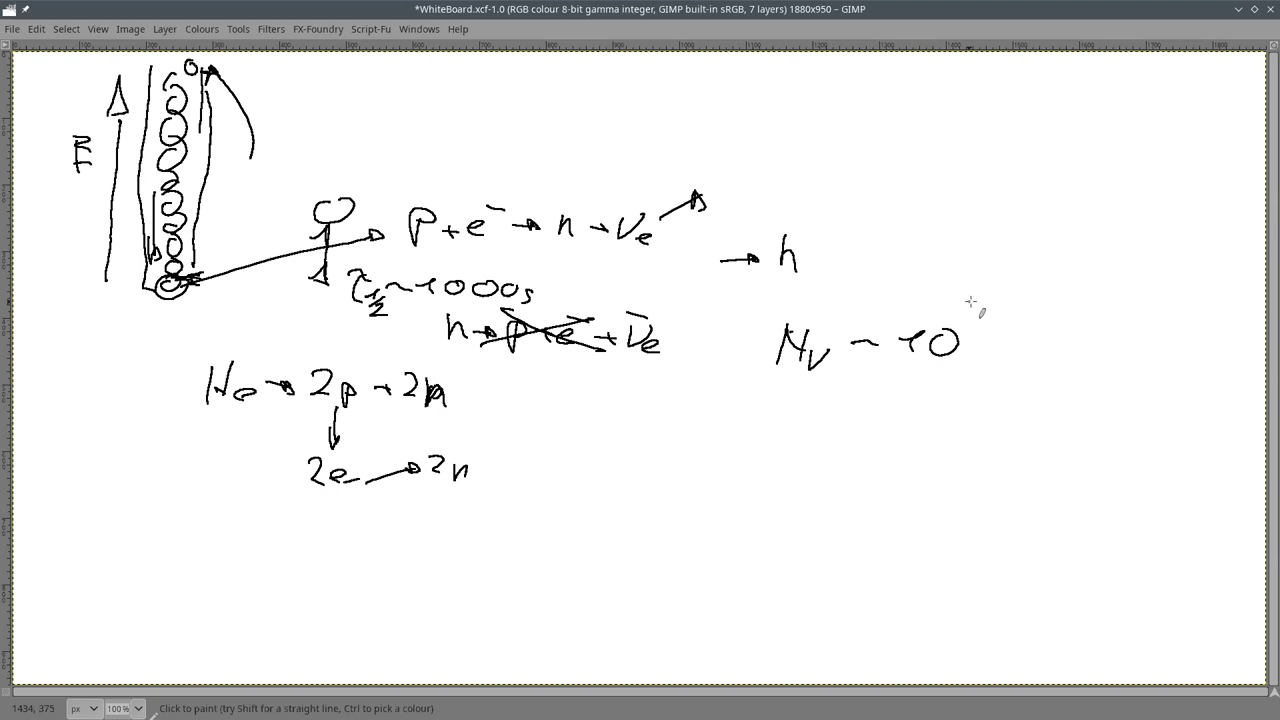 *WhiteBoard.xcf-1.0 (RGB colour 8-bit gamma integer, GIMP built-in sRGB, 7 layers) 1880x950 – GIMP
File Edit Select View Image Layer Colours Tools Filters FX-Foundry Script-Fu Windows Help
E
p + e⁻ → n + νe
→ n
τ½ ~ 1000s
n → p + e⁻ + ν̄e
Nν ~ 10
He → 2p + 2n
2e⁻ → 2n
1434, 375 px 100% Click to paint (try Shift for a straight line, Ctrl to pick a colour)